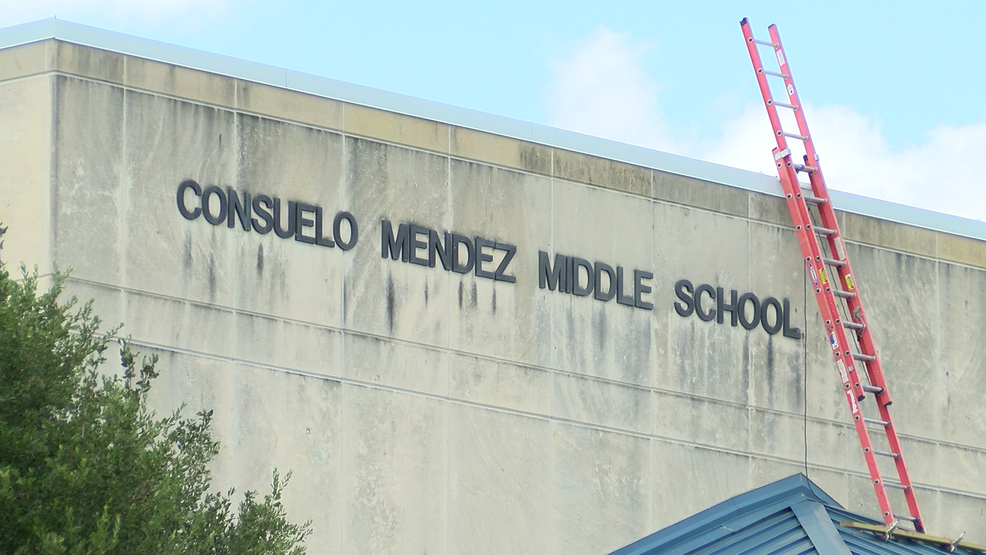 CONSUELO MENDEZ MIDDLE SCHOOL